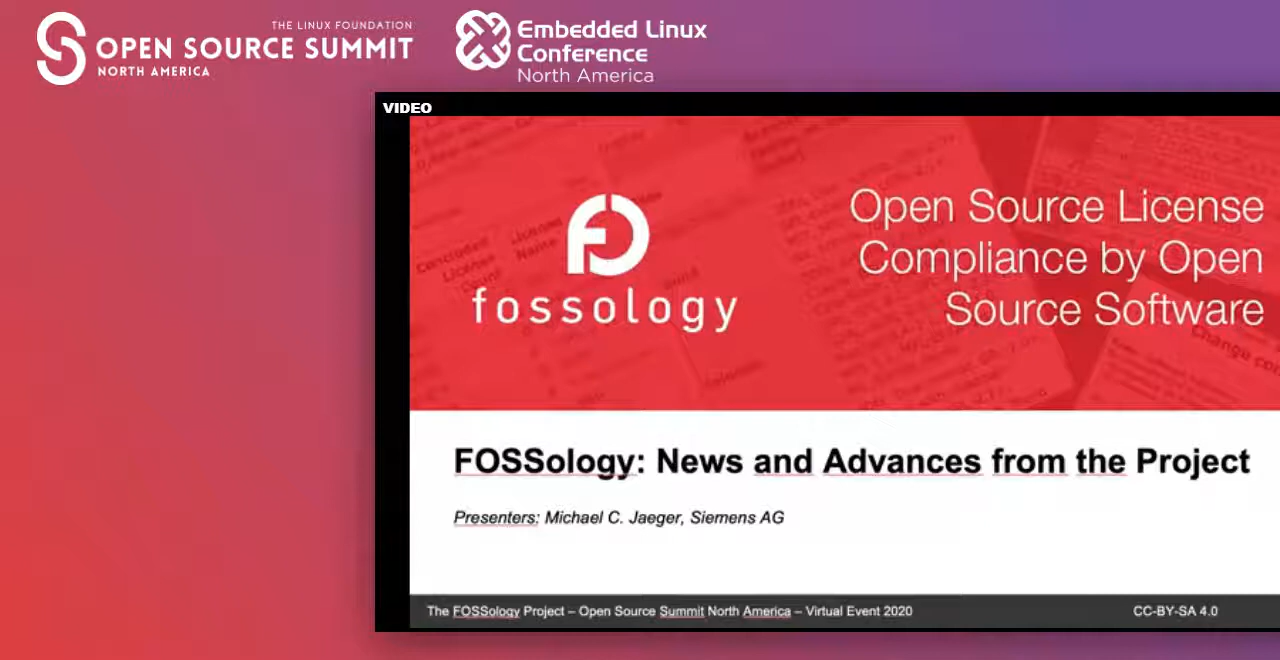 THE LINUX FOUNDATION
OPEN SOURCE SUMMIT
NORTH AMERICA
Embedded Linux
Conference
North America
VIDEO
fossology
Open Source License
Compliance by Open
Source Software
FOSSology: News and Advances from the Project
Presenters: Michael C. Jaeger, Siemens AG
The FOSSology Project – Open Source Summit North America – Virtual Event 2020
CC-BY-SA 4.0